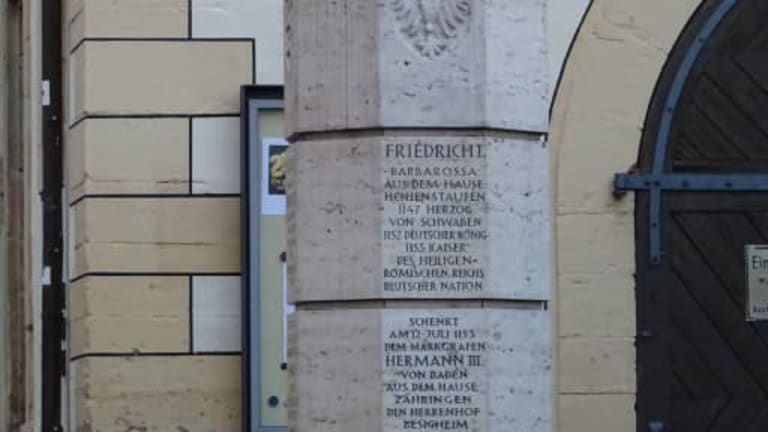 FRIEDRICH I.
BARBAROSSA
AUS DEM HAUSE
HOHENSTAUFEN
1147 HERZOG
VON SCHWABEN
1152 DEUTSCHER KÖNIG
1155 KAISER
DES HEILIGEN
RÖMISCHEN REICHS
DEUTSCHER NATION
SCHENKT
AM 12 JULI 1153
DEM MARKGRAFEN
HERMANN III.
VON BADEN
AUS DEM HAUSE
ZÄHRINGEN
DEN HERRENHOF
BESIGHEIM
Ein